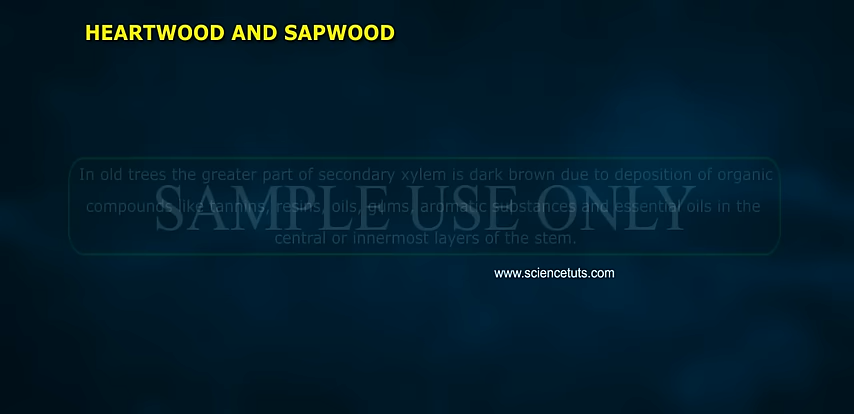 HEARTWOOD AND SAPWOOD
In old trees the greater part of secondary xylem is dark brown due to deposition of organic
compounds like tannins, resins, oils, gums, aromatic substances and essential oils in the
SAMPLE USE ONLY
central or innermost layers of the stem.
www.sciencetuts.com